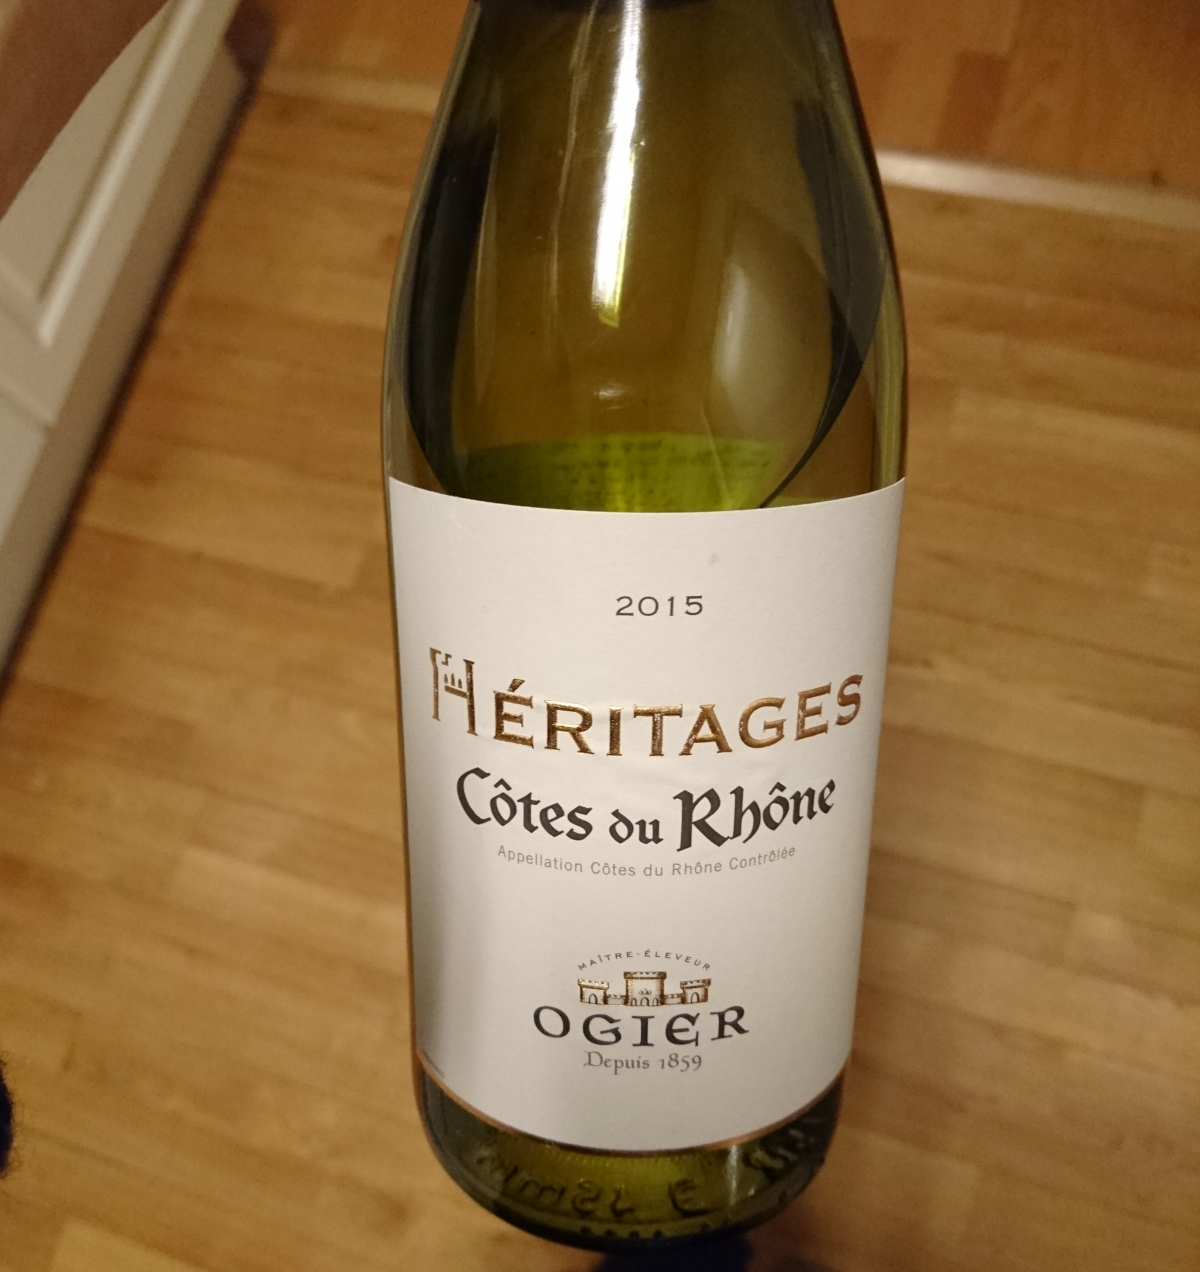 2015
HÉRITAGES
Côtes du Rhône
Appellation Côtes du Rhône Contrôlée
MAÎTRE-ÉLEVEUR
OGIER
Depuis 1859